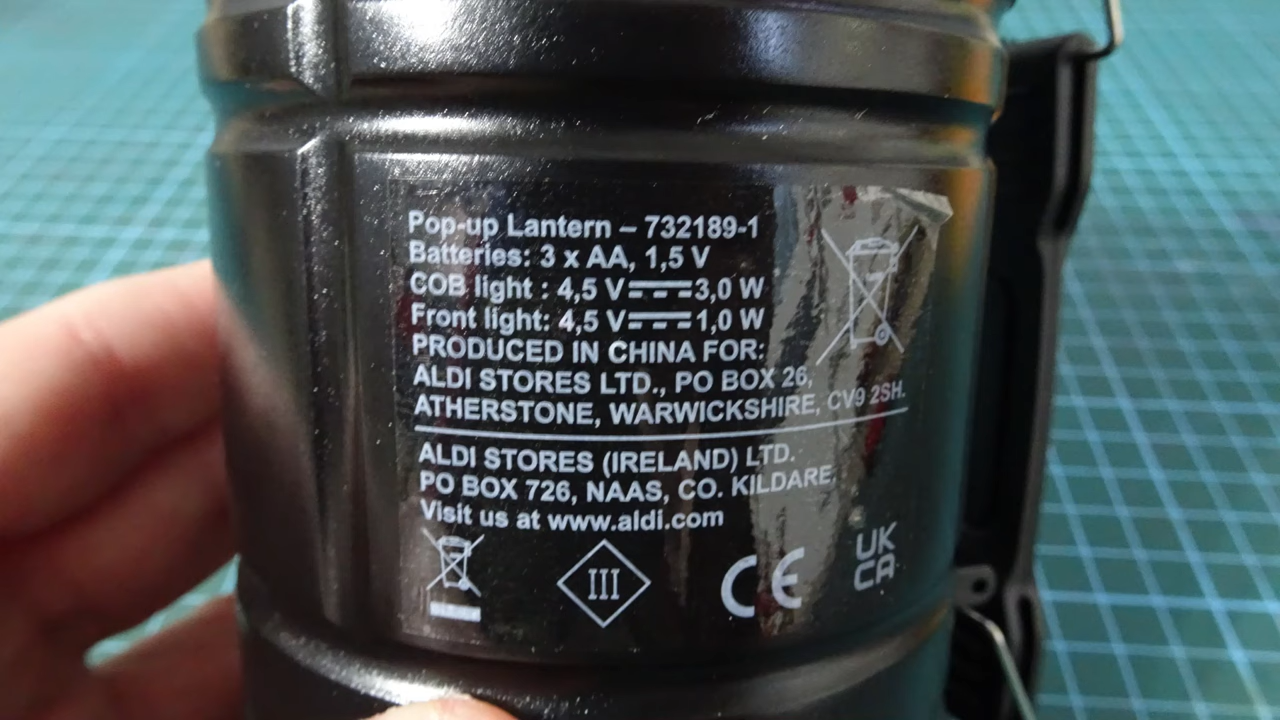 Pop-up Lantern – 732189-1
Batteries: 3 x AA, 1,5 V
COB light : 4,5 V⎓3,0 W
Front light: 4,5 V⎓1,0 W
PRODUCED IN CHINA FOR:
ALDI STORES LTD., PO BOX 26,
ATHERSTONE, WARWICKSHIRE, CV9 2SH.
ALDI STORES (IRELAND) LTD.
PO BOX 726, NAAS, CO. KILDARE.
Visit us at www.aldi.com
III CE UK
CA